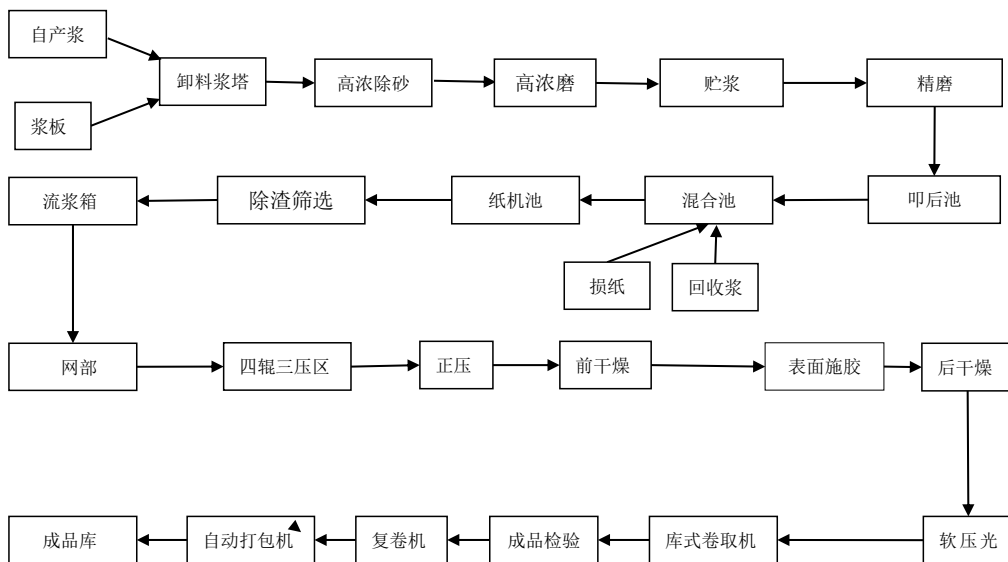 自产浆
浆板
卸料浆塔
高浓除砂
高浓磨
贮浆
精磨
叩后池
混合池
损纸
回收浆
纸机池
除渣筛选
流浆箱
网部
四辊三压区
正压
前干燥
表面施胶
后干燥
软压光
库式卷取机
成品检验
复卷机
自动打包机
成品库